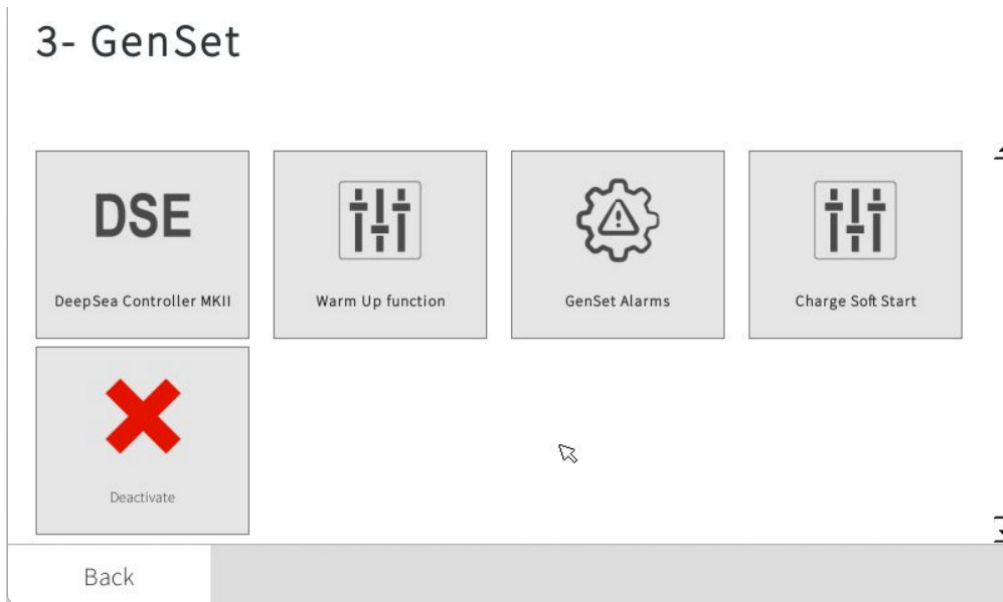 3- GenSet
DSE
DeepSea Controller MKII
Warm Up function
GenSet Alarms
Charge Soft Start
Deactivate
Back